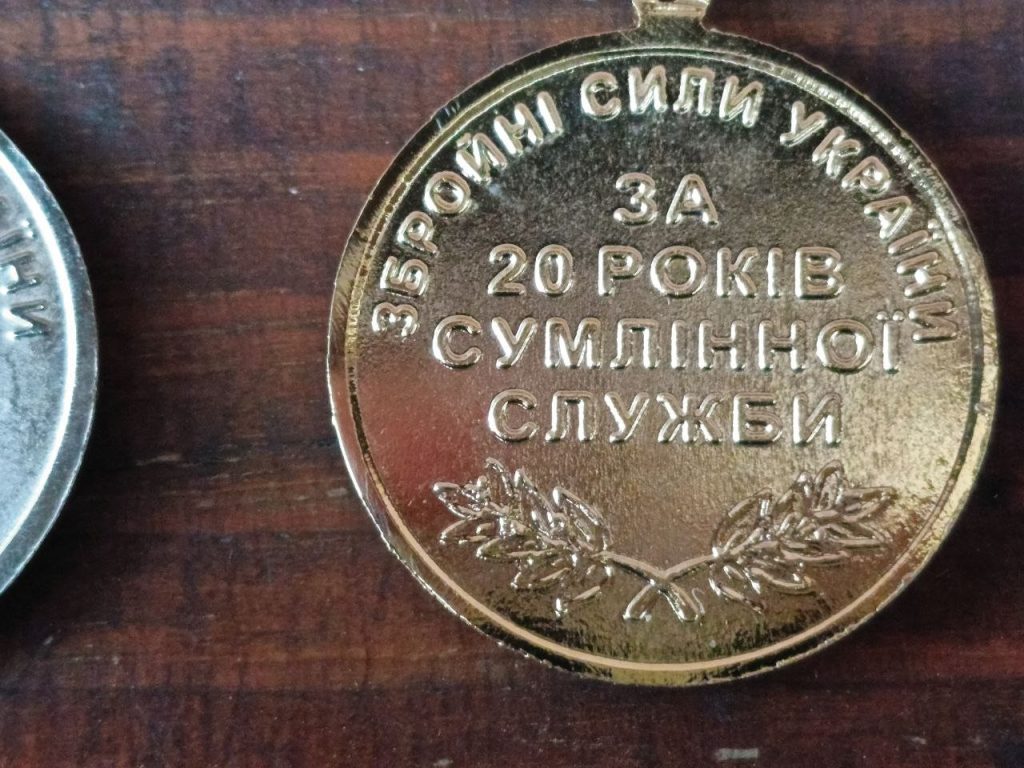 ЗБРОЙНІ СИЛИ УКРАЇНИ
ЗА
20 РОКІВ
СУМЛІННОЇ
СЛУЖБИ